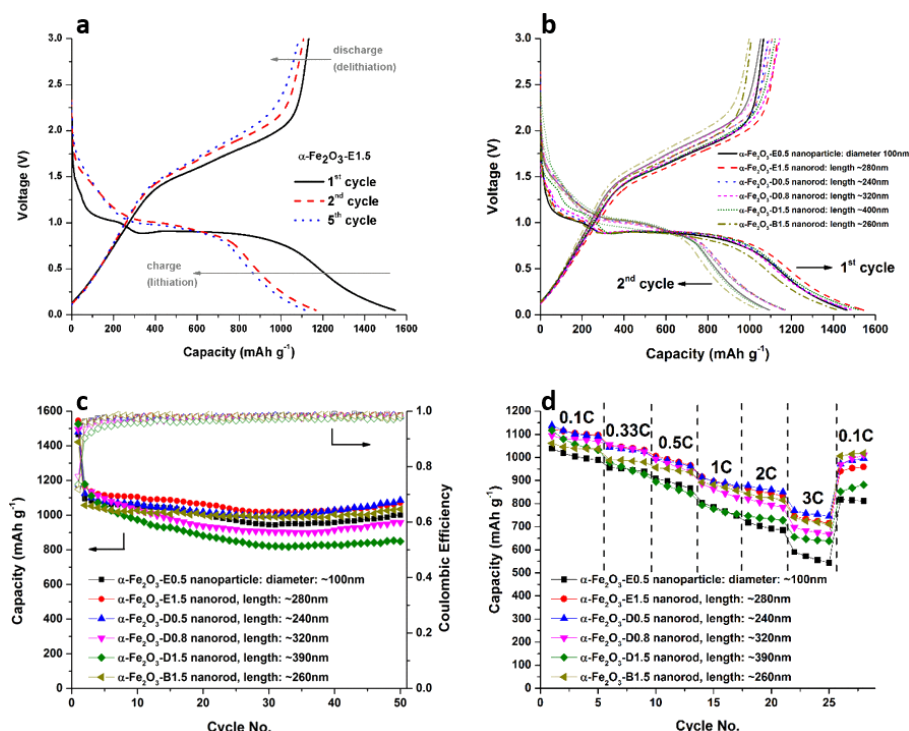 a
3.0
2.5
2.0
1.5
1.0
0.5
0.0
Voltage (V)
discharge
(delithiation)
α-Fe2O3-E1.5
1st cycle
2nd cycle
5th cycle
charge
(lithiation)
0 200 400 600 800 1000 1200 1400 1600
Capacity (mAh g-1)
b
3.0
2.5
2.0
1.5
1.0
0.5
0.0
Voltage (V)
α-Fe2O3-E0.5 nanoparticle: diameter 100nm
α-Fe2O3-E1.5 nanorod: length ~280nm
α-Fe2O3-D0.5 nanorod: length ~240nm
α-Fe2O3-D0.8 nanorod: length ~320nm
α-Fe2O3-D1.5 nanorod: length ~400nm
α-Fe2O3-B1.5 nanorod: length ~260nm
1st cycle
2nd cycle
0 200 400 600 800 1000 1200 1400 1600
Capacity (mAh g-1)
c
1600
1400
1200
1000
800
600
400
200
0
Capacity (mAh g-1)
1.0
0.8
0.6
0.4
0.2
0.0
Coulombic Efficiency
α-Fe2O3-E0.5 nanoparticle: diameter: ~100nm
α-Fe2O3-E1.5 nanorod, length: ~280nm
α-Fe2O3-D0.5 nanorod, length: ~240nm
α-Fe2O3-D0.8 nanorod, length: ~320nm
α-Fe2O3-D1.5 nanorod, length: ~390nm
α-Fe2O3-B1.5 nanorod, length: ~260nm
0 10 20 30 40 50
Cycle No.
d
1200
1100
1000
900
800
700
600
500
400
300
200
100
0
Capacity (mAh g-1)
0.1C
0.33C
0.5C
1C
2C
3C
0.1C
α-Fe2O3-E0.5 nanoparticle: diameter: ~100nm
α-Fe2O3-E1.5 nanorod, length: ~280nm
α-Fe2O3-D0.5 nanorod, length: ~240nm
α-Fe2O3-D0.8 nanorod, length: ~320nm
α-Fe2O3-D1.5 nanorod, length: ~390nm
α-Fe2O3-B1.5 nanorod, length: ~260nm
0 5 10 15 20 25
Cycle No.